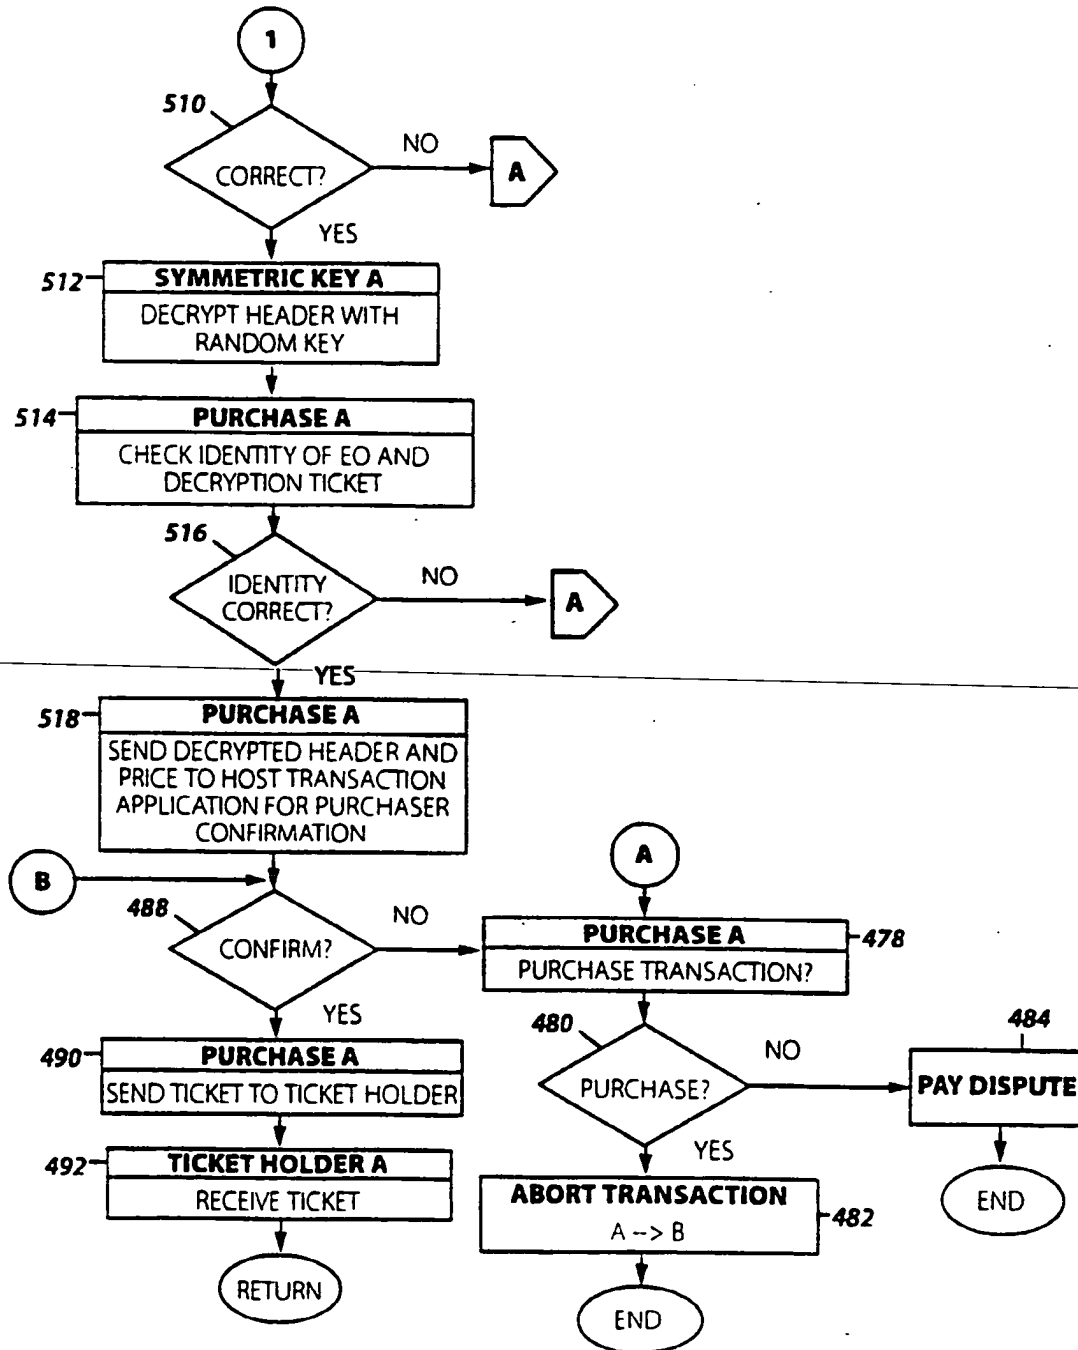 1
510
CORRECT?
NO
A
YES
512
SYMMETRIC KEY A
DECRYPT HEADER WITH
RANDOM KEY
514
PURCHASE A
CHECK IDENTITY OF EO AND
DECRYPTION TICKET
516
IDENTITY
CORRECT?
NO
A
YES
518
PURCHASE A
SEND DECRYPTED HEADER AND
PRICE TO HOST TRANSACTION
APPLICATION FOR PURCHASER
CONFIRMATION
B
488
CONFIRM?
NO
YES
490
PURCHASE A
SEND TICKET TO TICKET HOLDER
492
TICKET HOLDER A
RECEIVE TICKET
RETURN
A
PURCHASE A
478
PURCHASE TRANSACTION?
480
PURCHASE?
NO
484
PAY DISPUTE
END
YES
ABORT TRANSACTION
A --> B
482
END